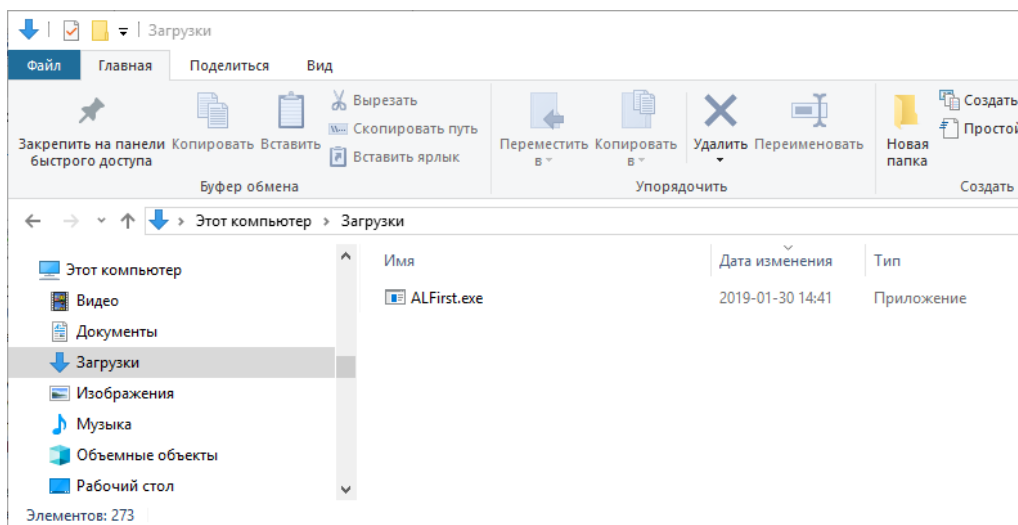 Загрузки
Файл Главная Поделиться Вид
Закрепить на панели быстрого доступа
Копировать
Вставить
Вырезать
Скопировать путь
Вставить ярлык
Буфер обмена
Переместить в
Копировать в
Удалить
Переименовать
Упорядочить
Новая папка
Создать
Простой
Создать
Этот компьютер > Загрузки
Этот компьютер
Видео
Документы
Загрузки
Изображения
Музыка
Объемные объекты
Рабочий стол
Имя Дата изменения Тип
ALFirst.exe 2019-01-30 14:41 Приложение
Элементов: 273